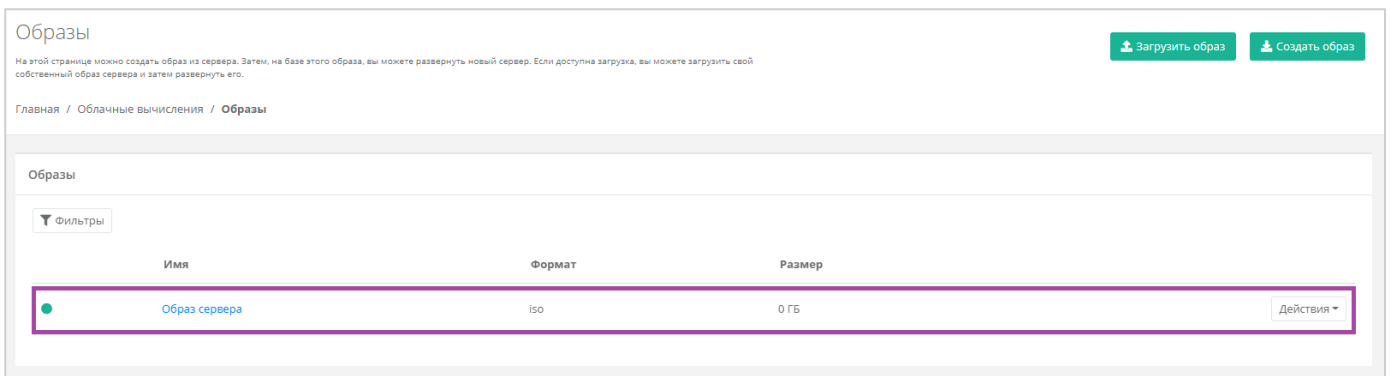 Образы
Загрузить образ
Создать образ
На этой странице можно создать образ из сервера. Затем, на базе этого образа, вы можете развернуть новый сервер. Если доступна загрузка, вы можете загрузить свой
собственный образ сервера и затем развернуть его.
Главная / Облачные вычисления / Образы
Образы
Фильтры
Имя Формат Размер
Образ сервера iso 0 ГБ Действия